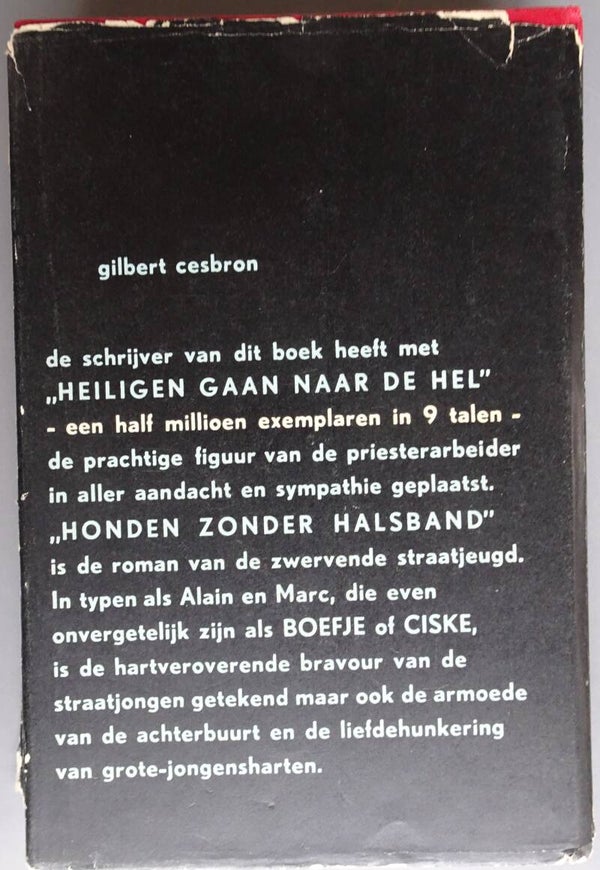 gilbert cesbron
de schrijver van dit boek heeft met
„HEILIGEN GAAN NAAR DE HEL”
- een half millioen exemplaren in 9 talen -
de prachtige figuur van de priesterarbeider
in aller aandacht en sympathie geplaatst.
„HONDEN ZONDER HALSBAND”
is de roman van de zwervende straatjeugd.
In typen als Alain en Marc, die even
onvergetelijk zijn als BOEFJE of CISKE,
is de hartveroverende bravour van de
straatjongen getekend maar ook de armoede
van de achterbuurt en de liefdehunkering
van grote-jongensharten.